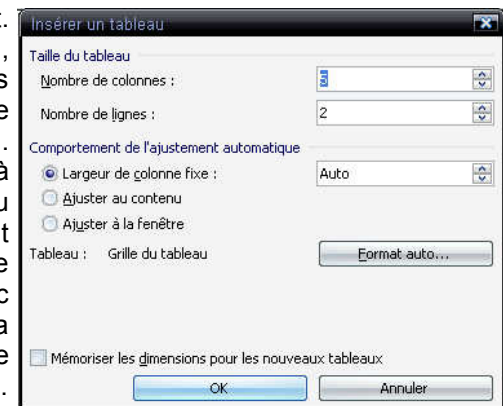 Insérer un tableau
Taille du tableau
Nombre de colonnes :
5
Nombre de lignes :
2
Comportement de l'ajustement automatique
Largeur de colonne fixe :
Auto
Ajuster au contenu
Ajuster à la fenêtre
Tableau : Grille du tableau
Format auto...
Mémoriser les dimensions pour les nouveaux tableaux
OK
Annuler